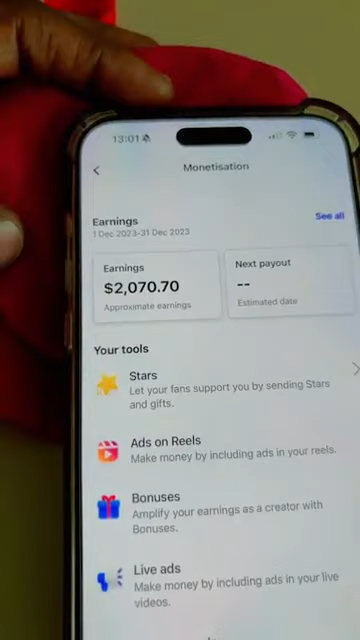 13:01
Monetisation
Earnings
See all
1 Dec 2023-31 Dec 2023
Earnings
$2,070.70
Approximate earnings
Next payout
--
Estimated date
Your tools
Stars
Let your fans support you by sending Stars
and gifts.
Ads on Reels
Make money by including ads in your reels.
Bonuses
Amplify your earnings as a creator with
Bonuses.
Live ads
Make money by including ads in your live
videos.